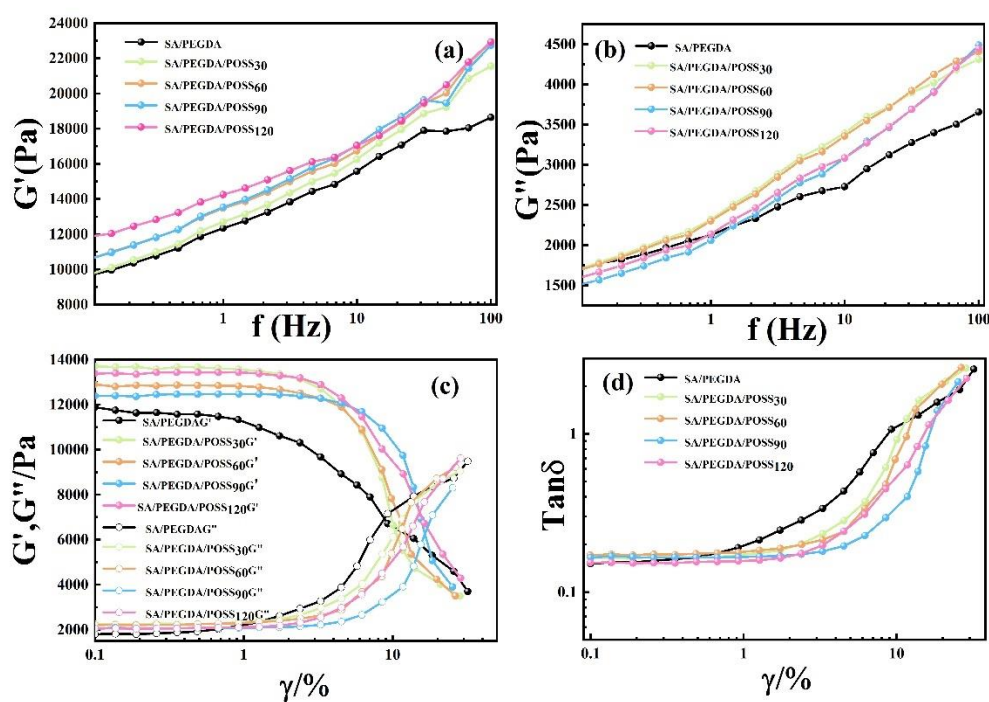 24000
22000
20000
18000
16000
14000
12000
10000
8000
G'(Pa)
SA/PEGDA
SA/PEGDA/POSS30
SA/PEGDA/POSS60
SA/PEGDA/POSS90
SA/PEGDA/POSS120
(a)
1
10
100
f (Hz)
4500
4000
3500
3000
2500
2000
1500
G''(Pa)
(b)
SA/PEGDA
SA/PEGDA/POSS30
SA/PEGDA/POSS60
SA/PEGDA/POSS90
SA/PEGDA/POSS120
1
10
100
f (Hz)
14000
12000
10000
8000
6000
4000
2000
G',G''/Pa
(c)
SA/PEGDAG'
SA/PEGDA/POSS30G'
SA/PEGDA/POSS60G'
SA/PEGDA/POSS90G'
SA/PEGDA/POSS120G'
SA/PEGDAG''
SA/PEGDA/POSS30G''
SA/PEGDA/POSS60G''
SA/PEGDA/POSS90G''
SA/PEGDA/POSS120G''
0.1
1
10
100
γ/%
1
0.1
Tanδ
(d)
SA/PEGDA
SA/PEGDA/POSS30
SA/PEGDA/POSS60
SA/PEGDA/POSS90
SA/PEGDA/POSS120
0.1
1
10
100
γ/%